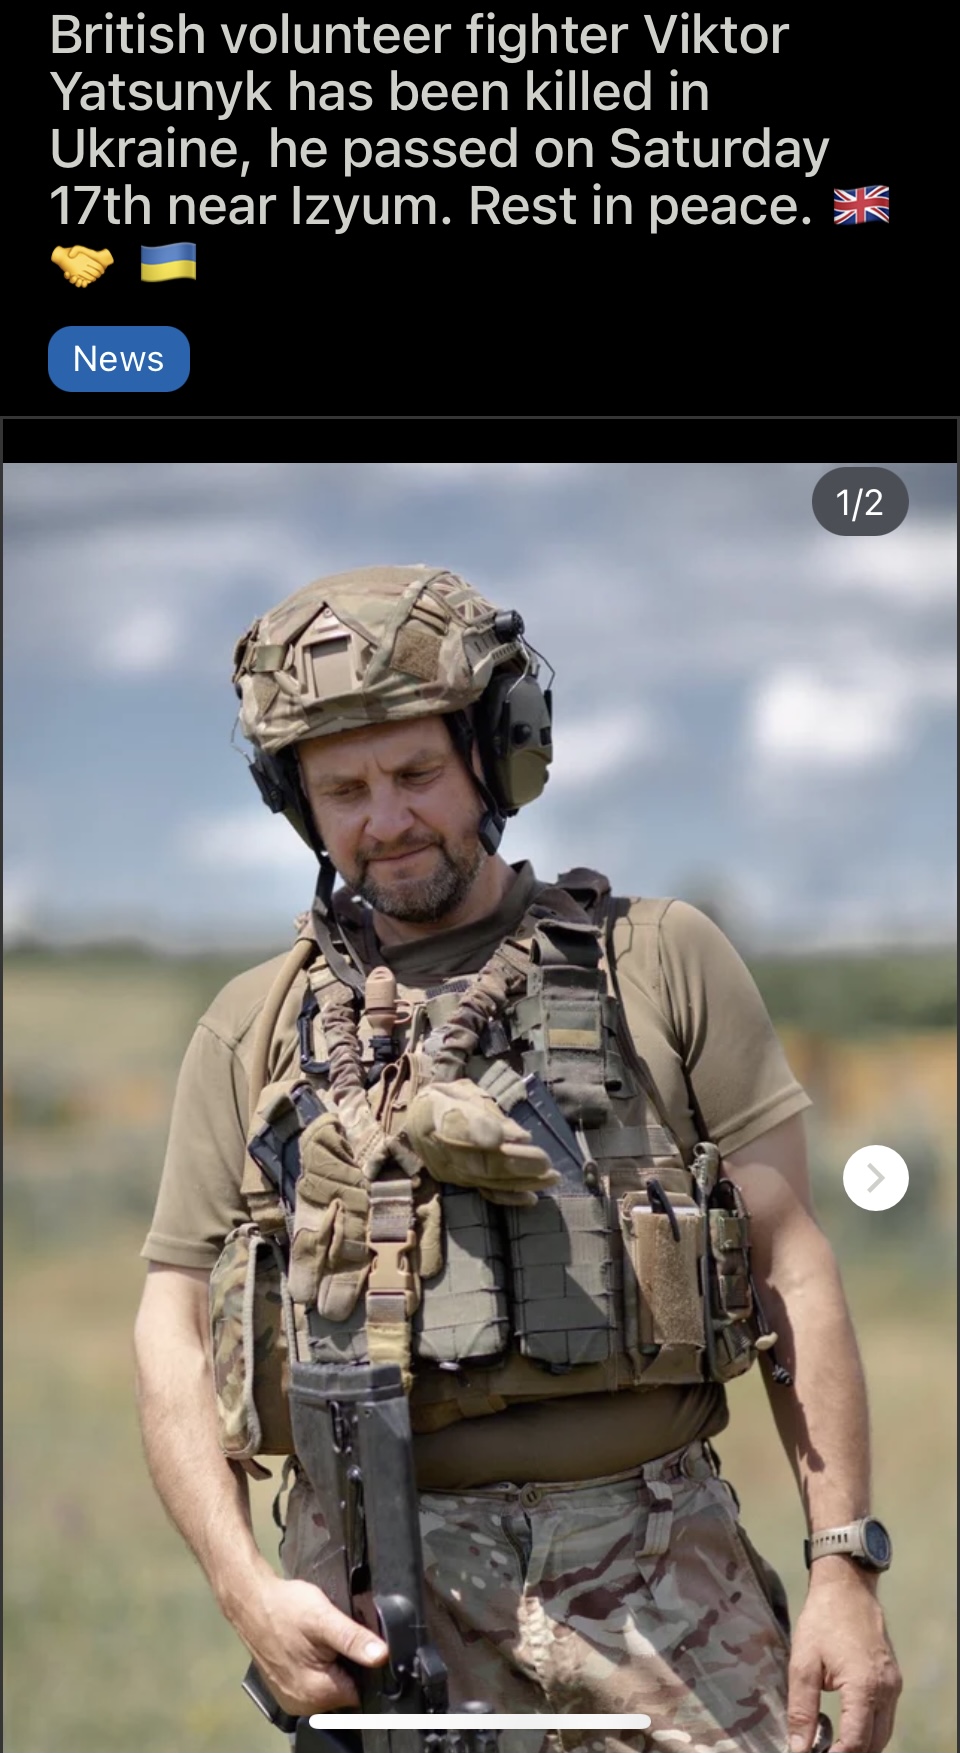 British volunteer fighter Viktor
Yatsunyk has been killed in
Ukraine, he passed on Saturday
17th near Izyum. Rest in peace. 🇬🇧
🤝 🇺🇦
News
1/2